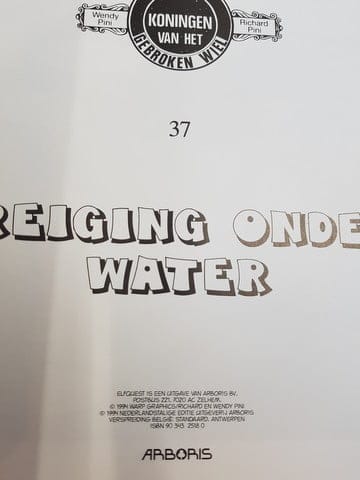 Wendy
Pini
KONINGEN
VAN HET
GEBROKEN WIEL
Richard
Pini
37
REIGING ONDE
WATER
ELFQUEST IS EEN UITGAVE VAN ARBORIS BV,
POSTBUS 221, 7020 AC ZELHEM.
© 1994 WARP GRAPHICS/RICHARD EN WENDY PINI
© 1994 NEDERLANDSTALIGE EDITIE UITGEVERIJ ARBORIS
VERSPREIDING BELGIË: STANDAARD, ANTWERPEN
ISBN 90 343 2518 0
ARBORIS